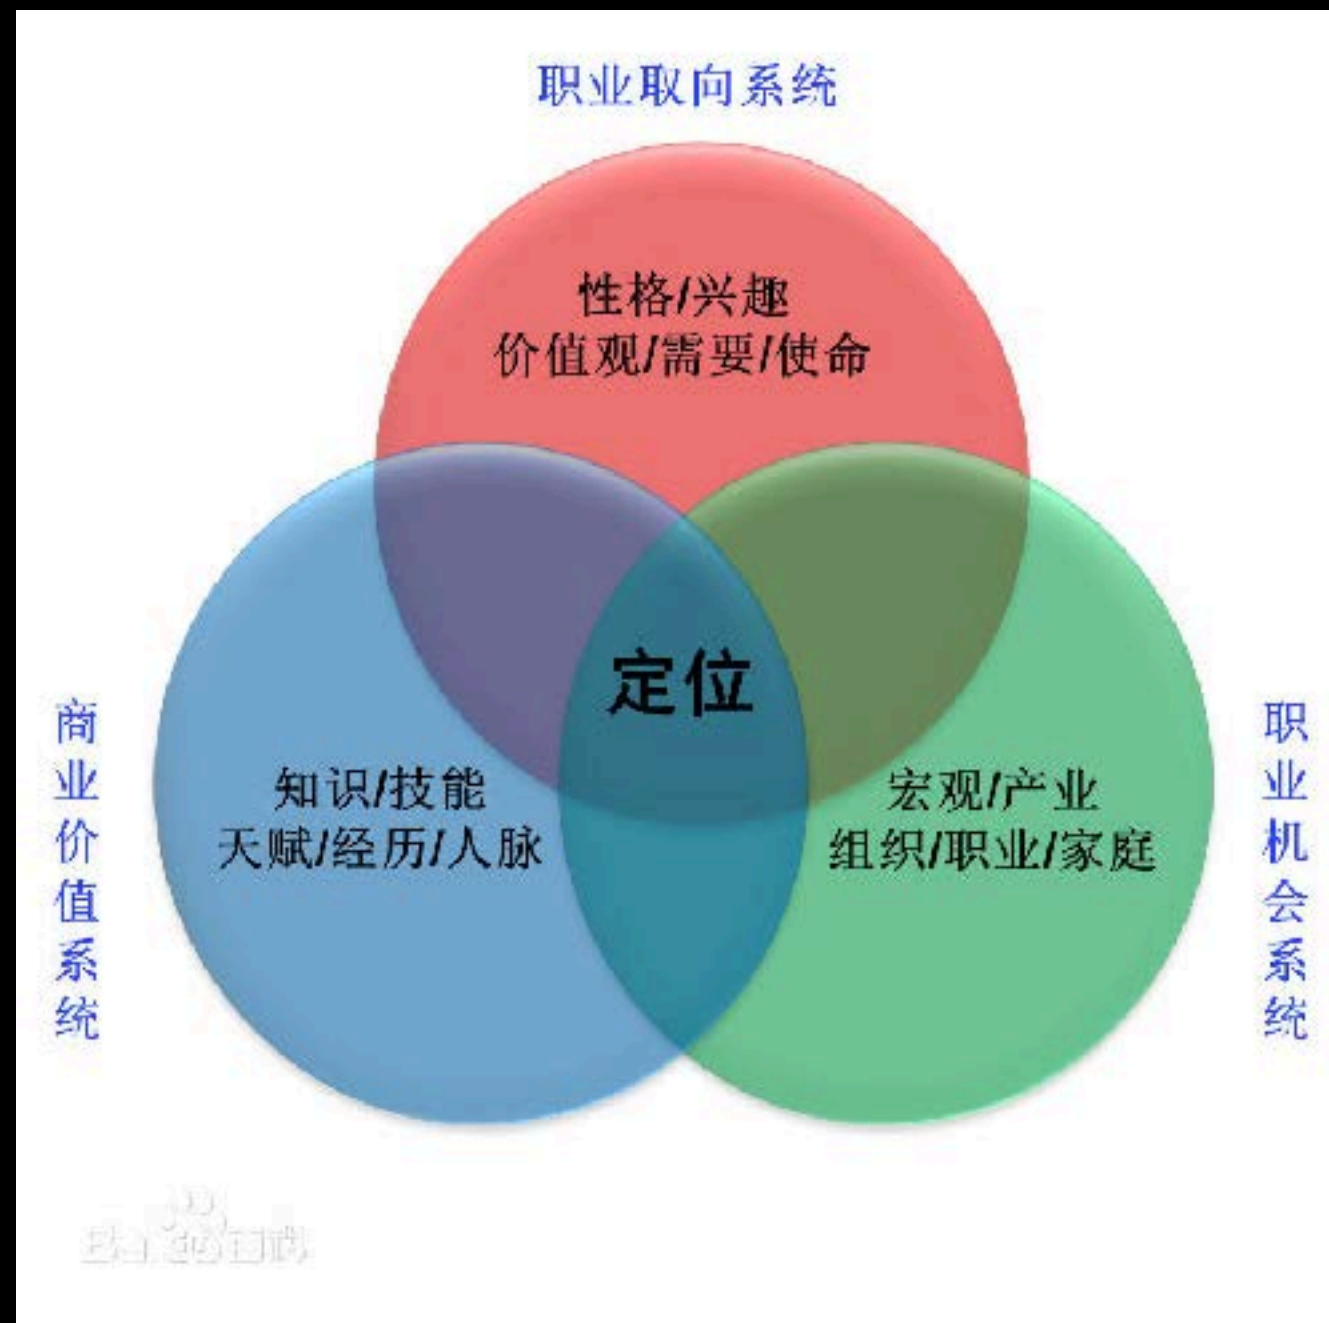 职业取向系统
性格/兴趣
价值观/需要/使命
定位
商业价值系统
知识/技能
天赋/经历/人脉
宏观/产业
组织/职业/家庭
职业机会系统